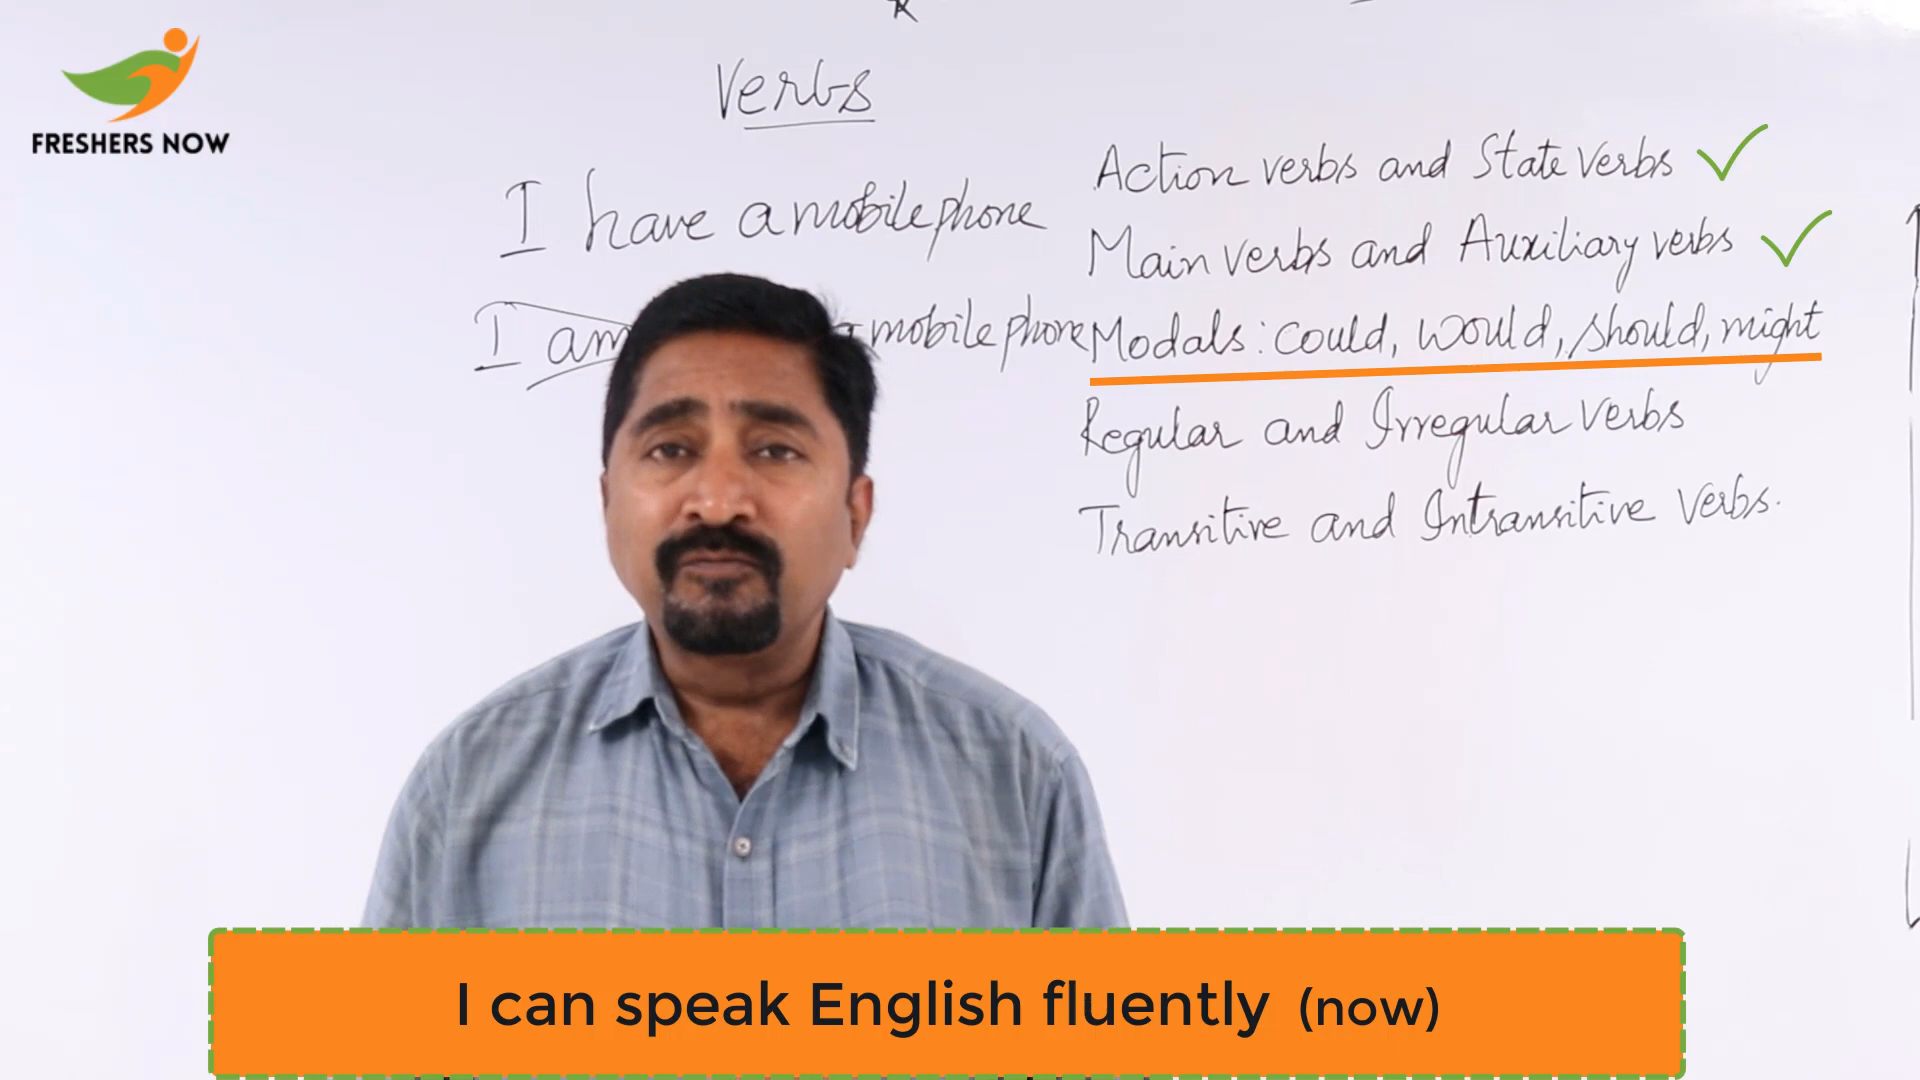 FRESHERS NOW
Verbs
I have a mobile phone
I am
mobile phone
Action verbs and State Verbs
Main verbs and Auxiliary verbs
Modals : could, would, should, might
Regular and Irregular verbs
Transitive and Intransitive verbs.
I can speak English fluently (now)